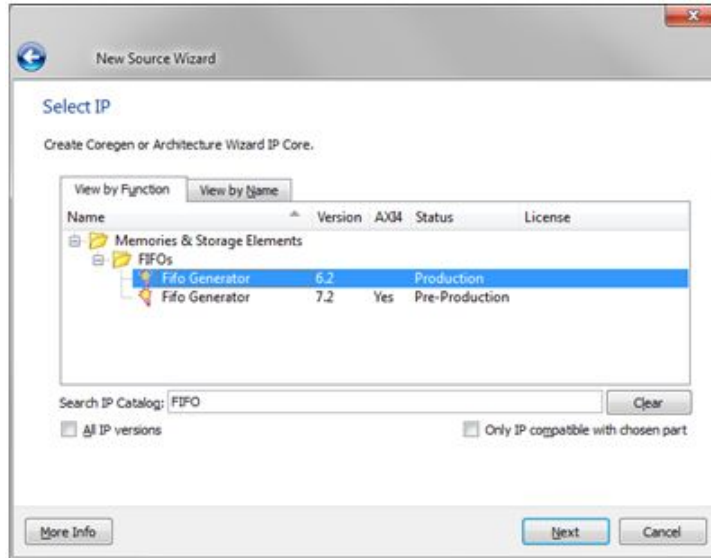 New Source Wizard
Select IP
Create Coregen or Architecture Wizard IP Core.
View by Function View by Name
Name Version AXI4 Status License
Memories & Storage Elements
FIFOs
Fifo Generator 6.2 Production
Fifo Generator 7.2 Yes Pre-Production
Search IP Catalog: FIFO Clear
All IP versions Only IP compatible with chosen part
More Info Next Cancel